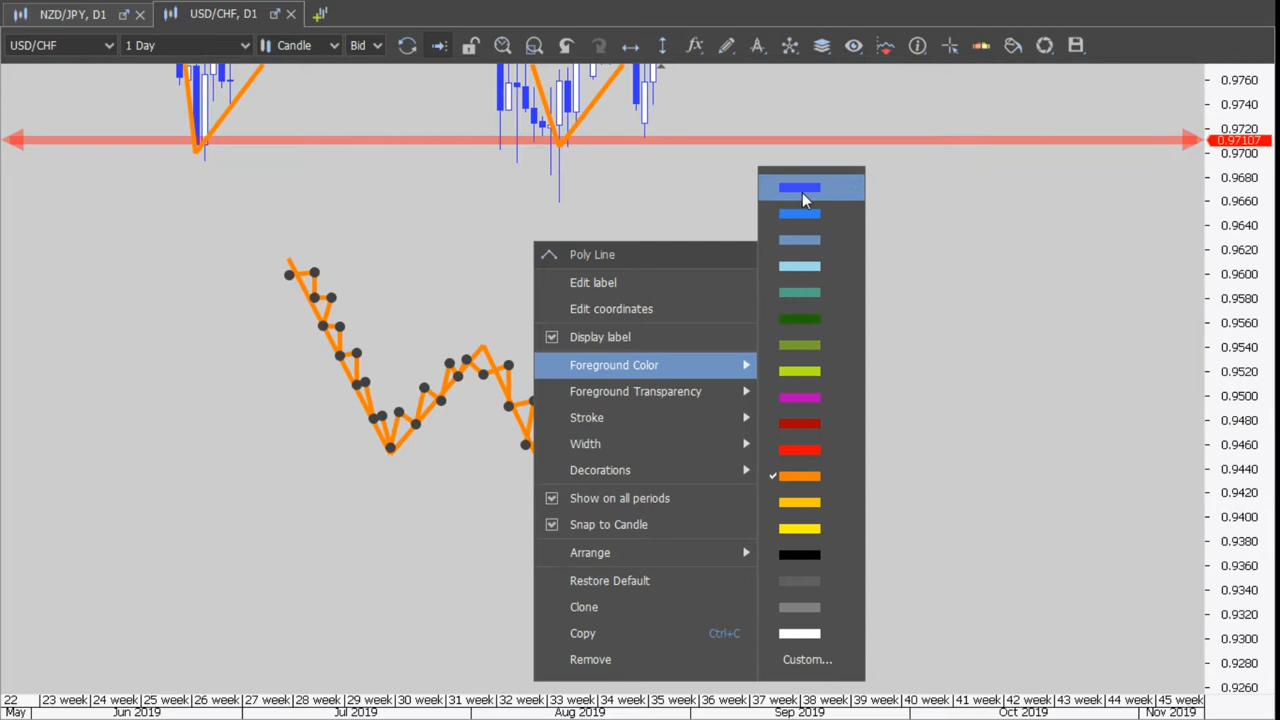 NZD/JPY, D1
USD/CHF, D1
USD/CHF
1 Day
Candle
Bid
0.9760
0.9740
0.9720
0.97107
0.9700
0.9680
0.9660
0.9640
0.9620
0.9600
0.9580
0.9560
0.9540
0.9520
0.9500
0.9480
0.9460
0.9440
0.9420
0.9400
0.9380
0.9360
0.9340
0.9320
0.9300
0.9280
0.9260
Poly Line
Edit label
Edit coordinates
Display label
Foreground Color
Foreground Transparency
Stroke
Width
Decorations
Show on all periods
Snap to Candle
Arrange
Restore Default
Clone
Copy Ctrl+C
Remove
Custom...
22 23 week 24 week 25 week 26 week 27 week 28 week 29 week 30 week 31 week 32 week 33 week 34 week 35 week 36 week 37 week 38 week 39 week 40 week 41 week 42 week 43 week 44 week 45 week
May Jun 2019 Jul 2019 Aug 2019 Sep 2019 Oct 2019 Nov 2019